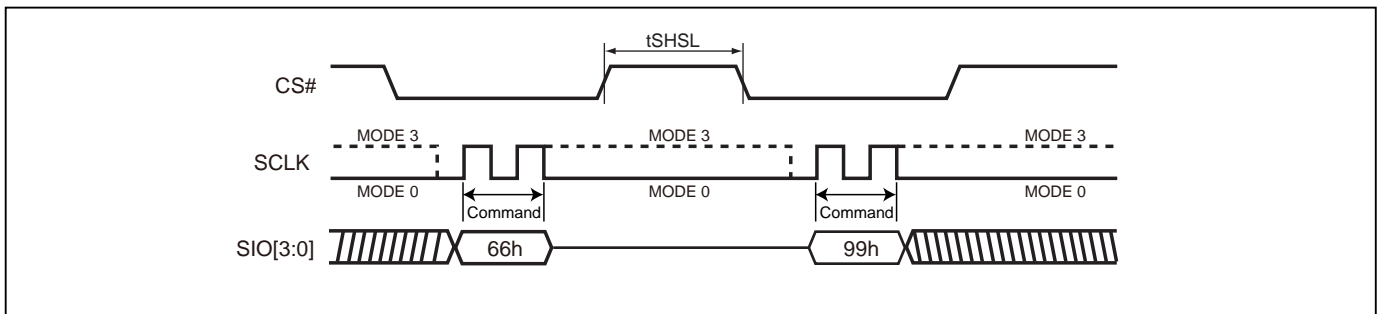 tSHSL
CS#
MODE 3 MODE 3 MODE 3
SCLK
MODE 0 MODE 0 MODE 0
Command Command
SIO[3:0] 66h 99h